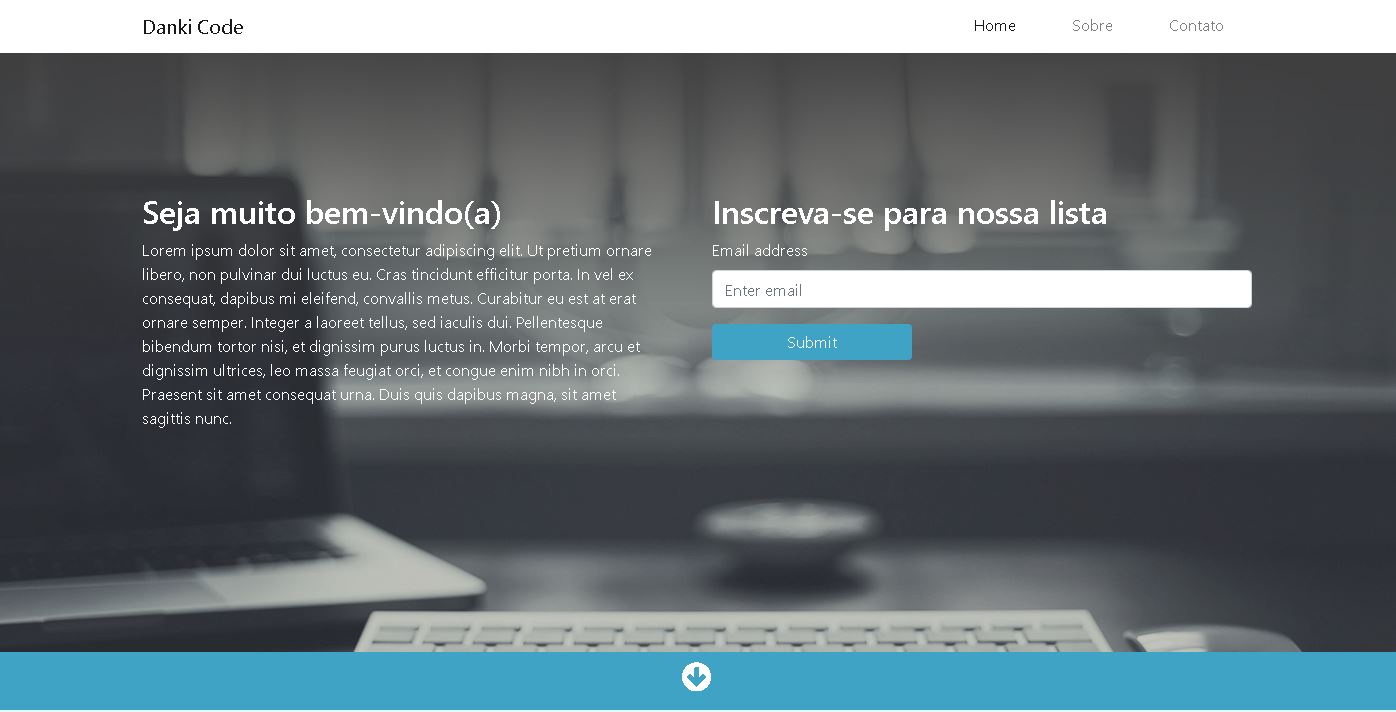 Danki Code
Home
Sobre
Contato
Seja muito bem-vindo(a)
Lorem ipsum dolor sit amet, consectetur adipiscing elit. Ut pretium ornare
libero, non pulvinar dui luctus eu. Cras tincidunt efficitur porta. In vel ex
consequat, dapibus mi eleifend, convallis metus. Curabitur eu est at erat
ornare semper. Integer a laoreet tellus, sed iaculis dui. Pellentesque
bibendum tortor nisi, et dignissim purus luctus in. Morbi tempor, arcu et
dignissim ultrices, leo massa feugiat orci, et congue enim nibh in orci.
Praesent sit amet consequat urna. Duis quis dapibus magna, sit amet
sagittis nunc.
Inscreva-se para nossa lista
Email address
Enter email
Submit